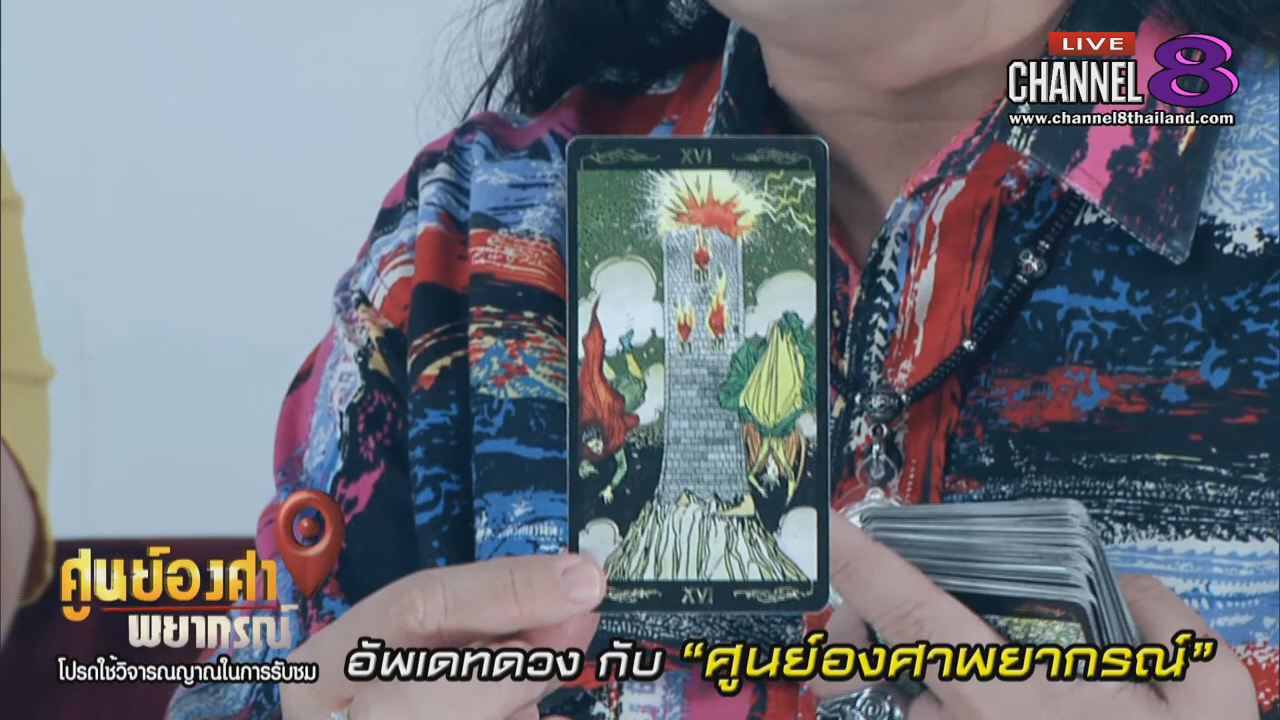 LIVE
CHANNEL 8
www.channel8thailand.com
XVI
XVI
ศูนย์องศา
พยากรณ์
โปรดใช้วิจารณญาณในการรับชม
อัพเดทดวง กับ “ศูนย์องศาพยากรณ์”